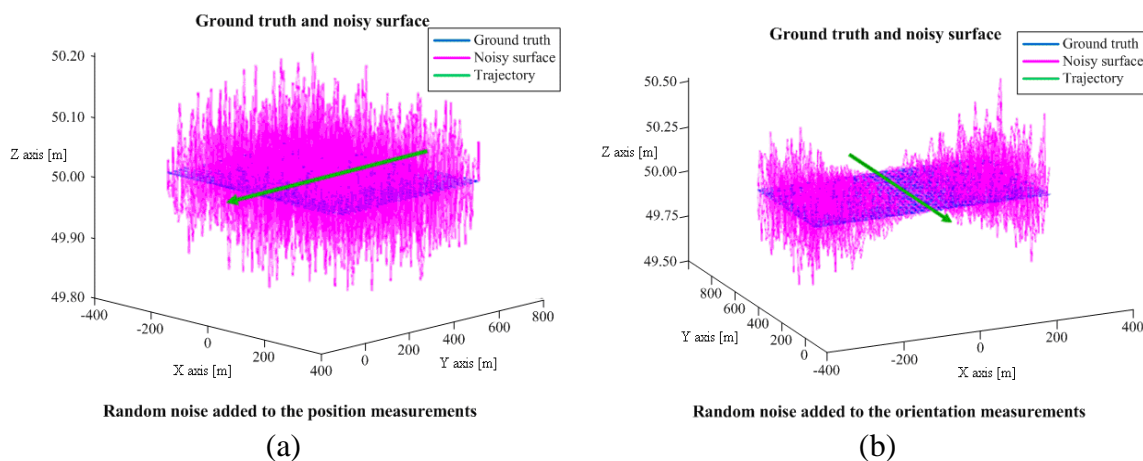 Ground truth and noisy surface
Ground truth
Noisy surface
Trajectory
50.20
50.10
Z axis [m]
50.00
49.90
49.80
-400
-200
0
200
400
X axis [m]
0
200
400
600
800
Y axis [m]
Random noise added to the position measurements
(a)
Ground truth and noisy surface
Ground truth
Noisy surface
Trajectory
50.50
50.25
Z axis [m]
50.00
49.75
49.50
800
600
400
200
0
Y axis [m]
-400
-200
0
200
400
X axis [m]
Random noise added to the orientation measurements
(b)